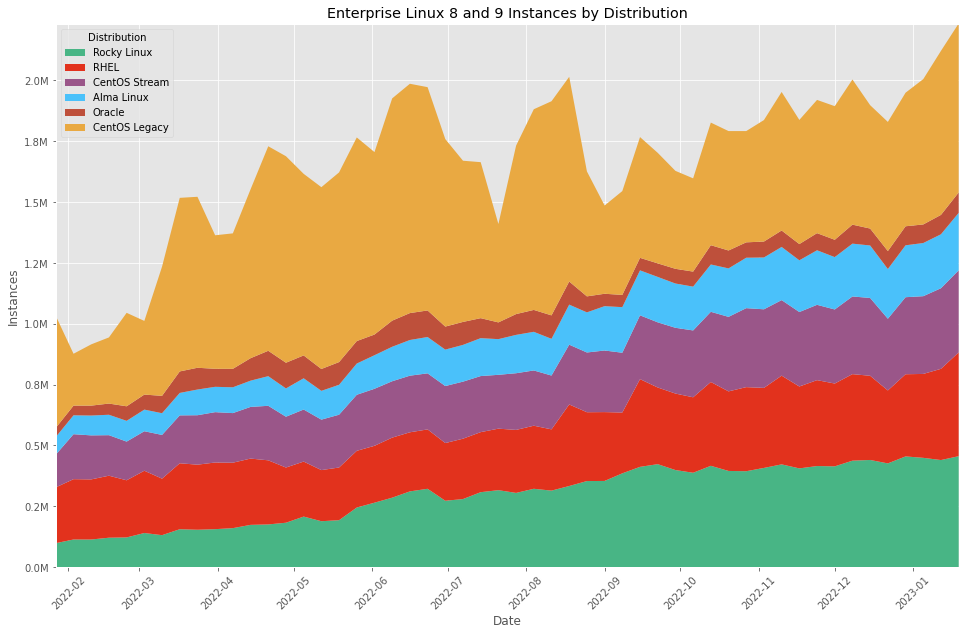 Enterprise Linux 8 and 9 Instances by Distribution
Distribution
Rocky Linux
RHEL
CentOS Stream
Alma Linux
Oracle
CentOS Legacy
2.0M
1.8M
1.5M
1.2M
1.0M
0.8M
0.5M
0.2M
0.0M
Instances
2022-02
2022-03
2022-04
2022-05
2022-06
2022-07
2022-08
2022-09
2022-10
2022-11
2022-12
2023-01
Date